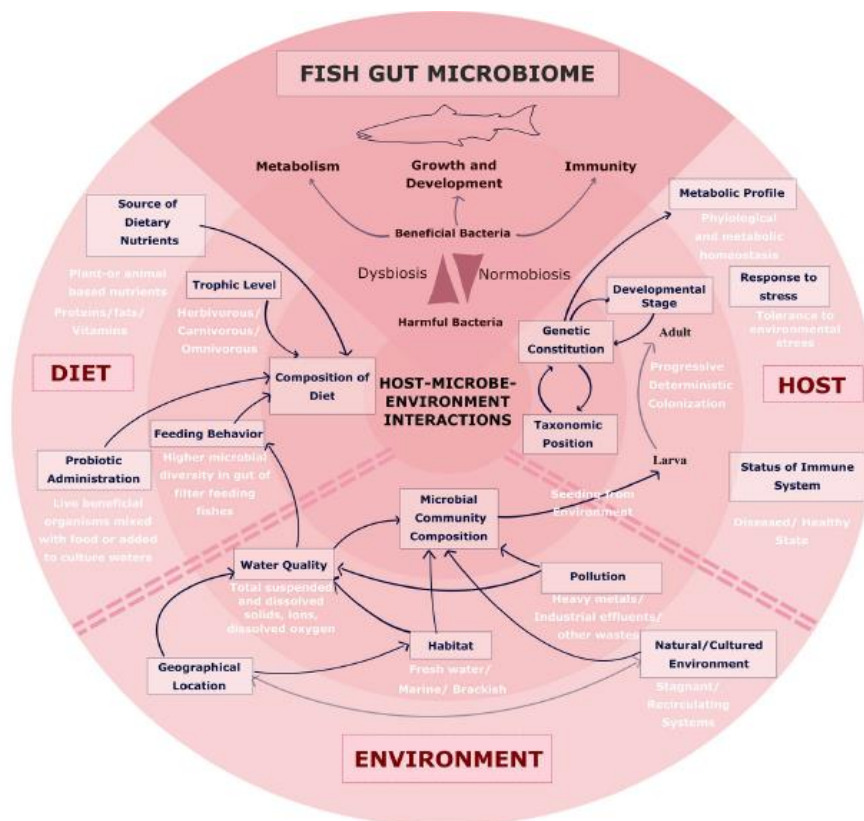 FISH GUT MICROBIOME
Metabolism
Growth and
Development
Immunity
Beneficial Bacteria
Dysbiosis
Normobiosis
Harmful Bacteria
HOST-MICROBE-
ENVIRONMENT
INTERACTIONS
DIET
Source of
Dietary
Nutrients
Plant-or animal
based nutrients
Proteins/fats/
Vitamins
Trophic Level
Herbivorous/
Carnivorous/
Omnivorous
Composition of
Diet
Feeding Behavior
Higher microbial
diversity in gut of
filter feeding
fishes
Probiotic
Administration
Live beneficial
organisms mixed
with food or added
to culture waters
HOST
Metabolic Profile
Phyiological
and metabolic
homeostasis
Developmental
Stage
Response to
stress
Tolerance to
environmental
stress
Genetic
Constitution
Adult
Progressive
Deterministic
Colonization
Taxonomic
Position
Larva
Status of Immune
System
Diseased/ Healthy
State
Seeding from
Environment
Microbial
Community
Composition
Water Quality
Total suspended
and dissolved
solids, ions,
dissolved oxygen
Pollution
Heavy metals/
Industrial effluents/
other wastes
Habitat
Fresh water/
Marine/ Brackish
Geographical
Location
Natural/Cultured
Environment
Stagnant/
Recirculating
Systems
ENVIRONMENT